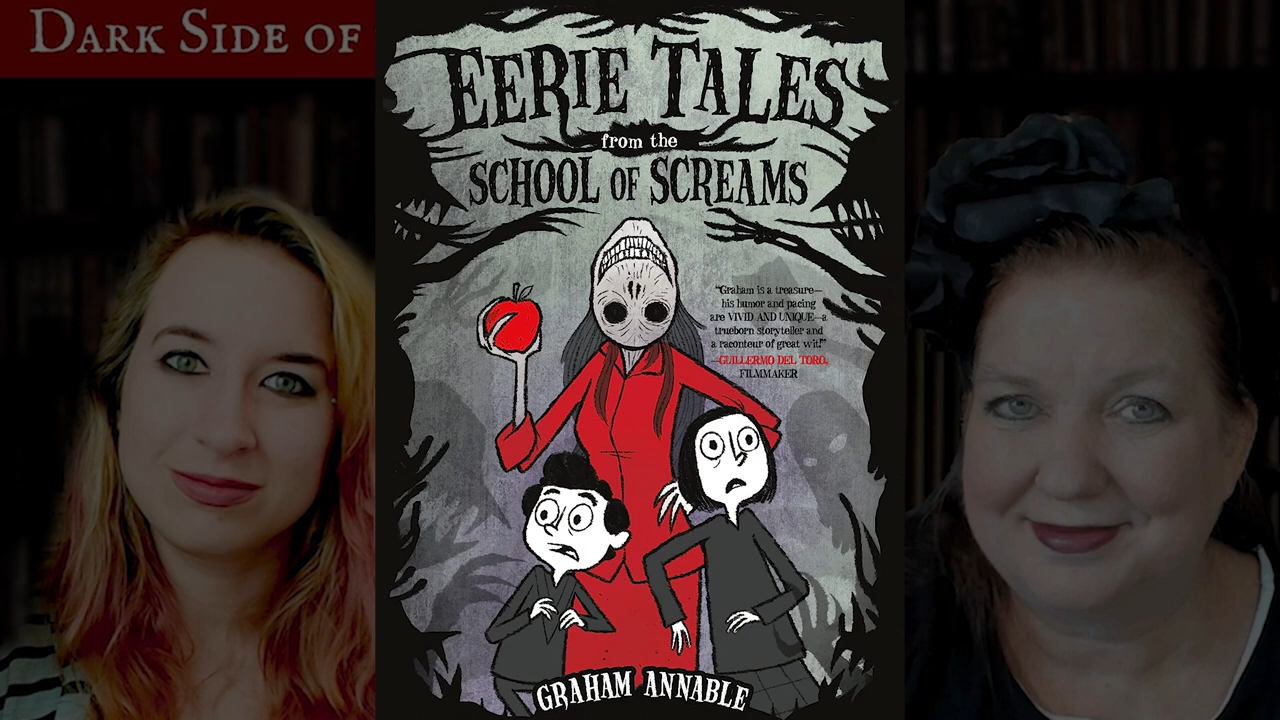 DARK SIDE OF
EERIE TALES
from the
SCHOOL OF SCREAMS
“Graham is a treasure—
his humor and pacing
are VIVID AND UNIQUE—a
trueborn storyteller and
a raconteur of great wit!”
—GUILLERMO DEL TORO,
FILMMAKER
GRAHAM ANNABLE